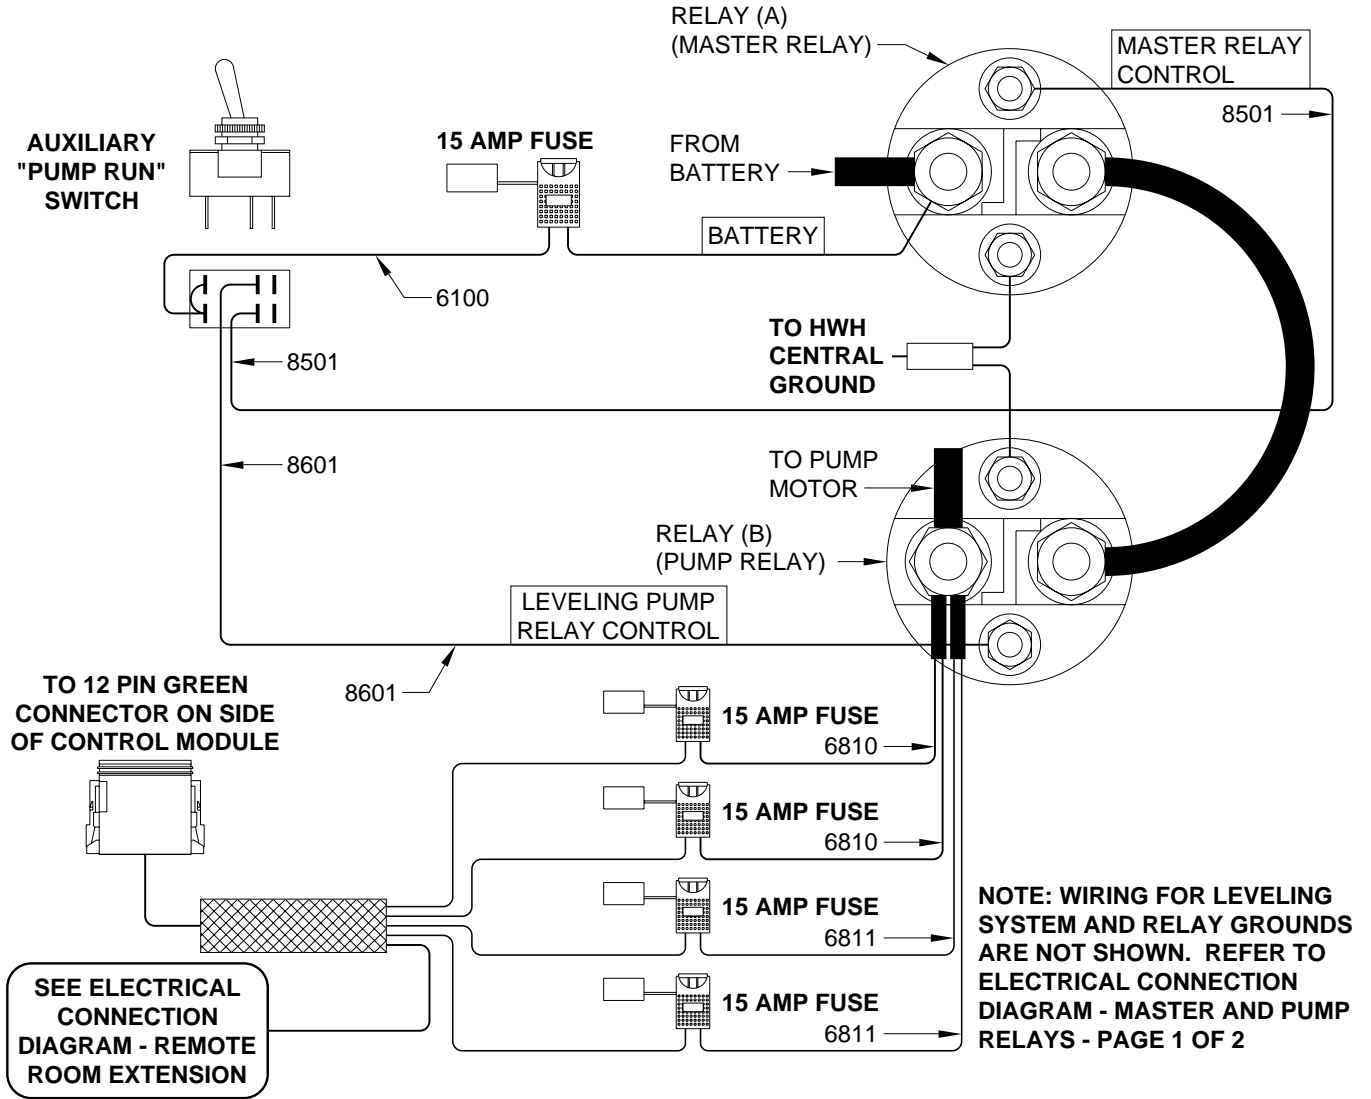 RELAY (A)
(MASTER RELAY)
MASTER RELAY
CONTROL
8501
AUXILIARY
"PUMP RUN"
SWITCH
15 AMP FUSE
FROM
BATTERY
BATTERY
6100
TO HWH
CENTRAL
GROUND
8501
8601
TO PUMP
MOTOR
RELAY (B)
(PUMP RELAY)
LEVELING PUMP
RELAY CONTROL
8601
TO 12 PIN GREEN
CONNECTOR ON SIDE
OF CONTROL MODULE
15 AMP FUSE
6810
15 AMP FUSE
6810
15 AMP FUSE
6811
15 AMP FUSE
6811
NOTE: WIRING FOR LEVELING
SYSTEM AND RELAY GROUNDS
ARE NOT SHOWN.  REFER TO
ELECTRICAL CONNECTION
DIAGRAM - MASTER AND PUMP
RELAYS - PAGE 1 OF 2
SEE ELECTRICAL
CONNECTION
DIAGRAM - REMOTE
ROOM EXTENSION